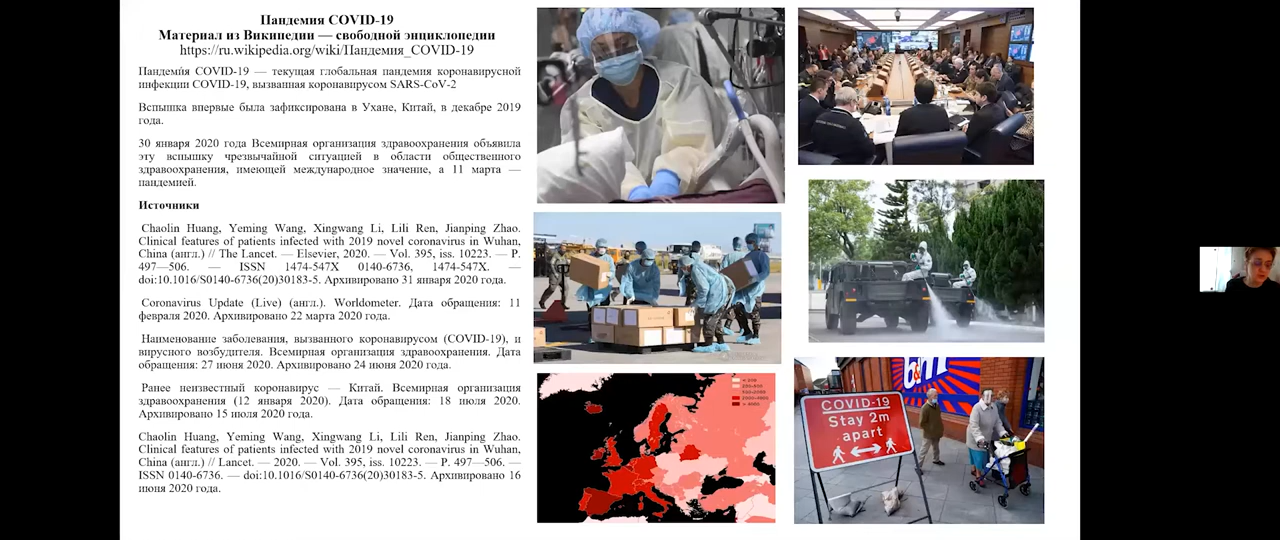 Пандемия COVID-19
Материал из Википедии — свободной энциклопедии
https://ru.wikipedia.org/wiki/Пандемия_COVID-19
Пандеми́я COVID-19 — текущая глобальная пандемия коронавирусной
инфекции COVID-19, вызванная коронавирусом SARS-CoV-2
Вспышка впервые была зафиксирована в Ухане, Китай, в декабре 2019
года.
30 января 2020 года Всемирная организация здравоохранения объявила
эту вспышку чрезвычайной ситуацией в области общественного
здравоохранения, имеющей международное значение, а 11 марта —
пандемией.
Источники
Chaolin Huang, Yeming Wang, Xingwang Li, Lili Ren, Jianping Zhao.
Clinical features of patients infected with 2019 novel coronavirus in Wuhan,
China (англ.) // The Lancet. — Elsevier, 2020. — Vol. 395, iss. 10223. — P.
497—506. — ISSN 1474-547X 0140-6736, 1474-547X. —
doi:10.1016/S0140-6736(20)30183-5. Архивировано 31 января 2020 года.
Coronavirus Update (Live) (англ.). Worldometer. Дата обращения: 11
февраля 2020. Архивировано 22 марта 2020 года.
Наименование заболевания, вызванного коронавирусом (COVID-19), и
вирусного возбудителя. Всемирная организация здравоохранения. Дата
обращения: 27 июня 2020. Архивировано 24 июня 2020 года.
Ранее неизвестный коронавирус — Китай. Всемирная организация
здравоохранения (12 января 2020). Дата обращения: 18 июля 2020.
Архивировано 15 июля 2020 года.
Chaolin Huang, Yeming Wang, Xingwang Li, Lili Ren, Jianping Zhao.
Clinical features of patients infected with 2019 novel coronavirus in Wuhan,
China (англ.) // Lancet. — 2020. — Vol. 395, iss. 10223. — P. 497—506. —
ISSN 0140-6736. — doi:10.1016/S0140-6736(20)30183-5. Архивировано 16
июня 2020 года.
COVID-19
Stay 2m
apart